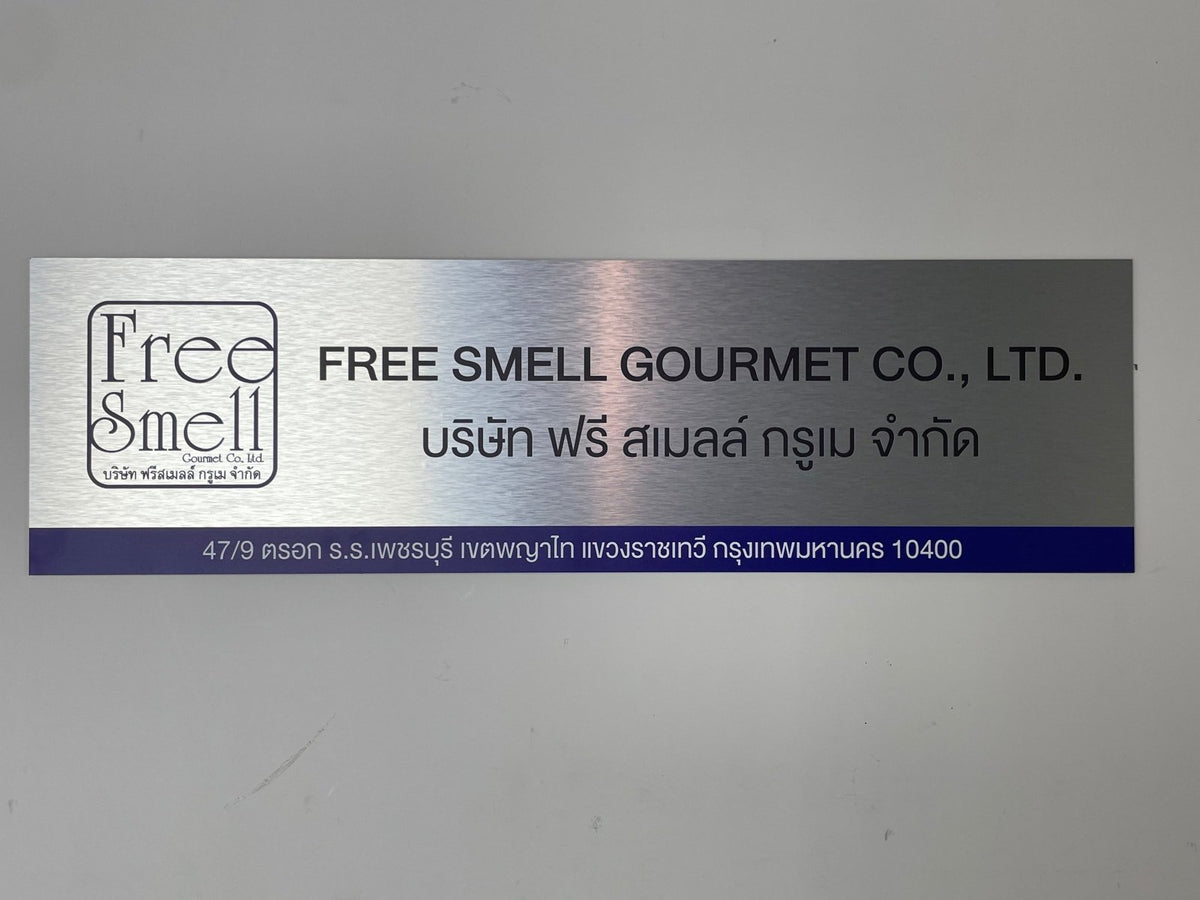 Free
Smell
Gourmet Co., Ltd.
บริษัท ฟรีสเมลล์ กรูเม จำกัด
FREE SMELL GOURMET CO., LTD.
บริษัท ฟรี สเมลล์ กรูเม จำกัด
47/9 ตรอก ร.ร.เพชรบุรี เขตพญาไท แขวงราชเทวี กรุงเทพมหานคร 10400